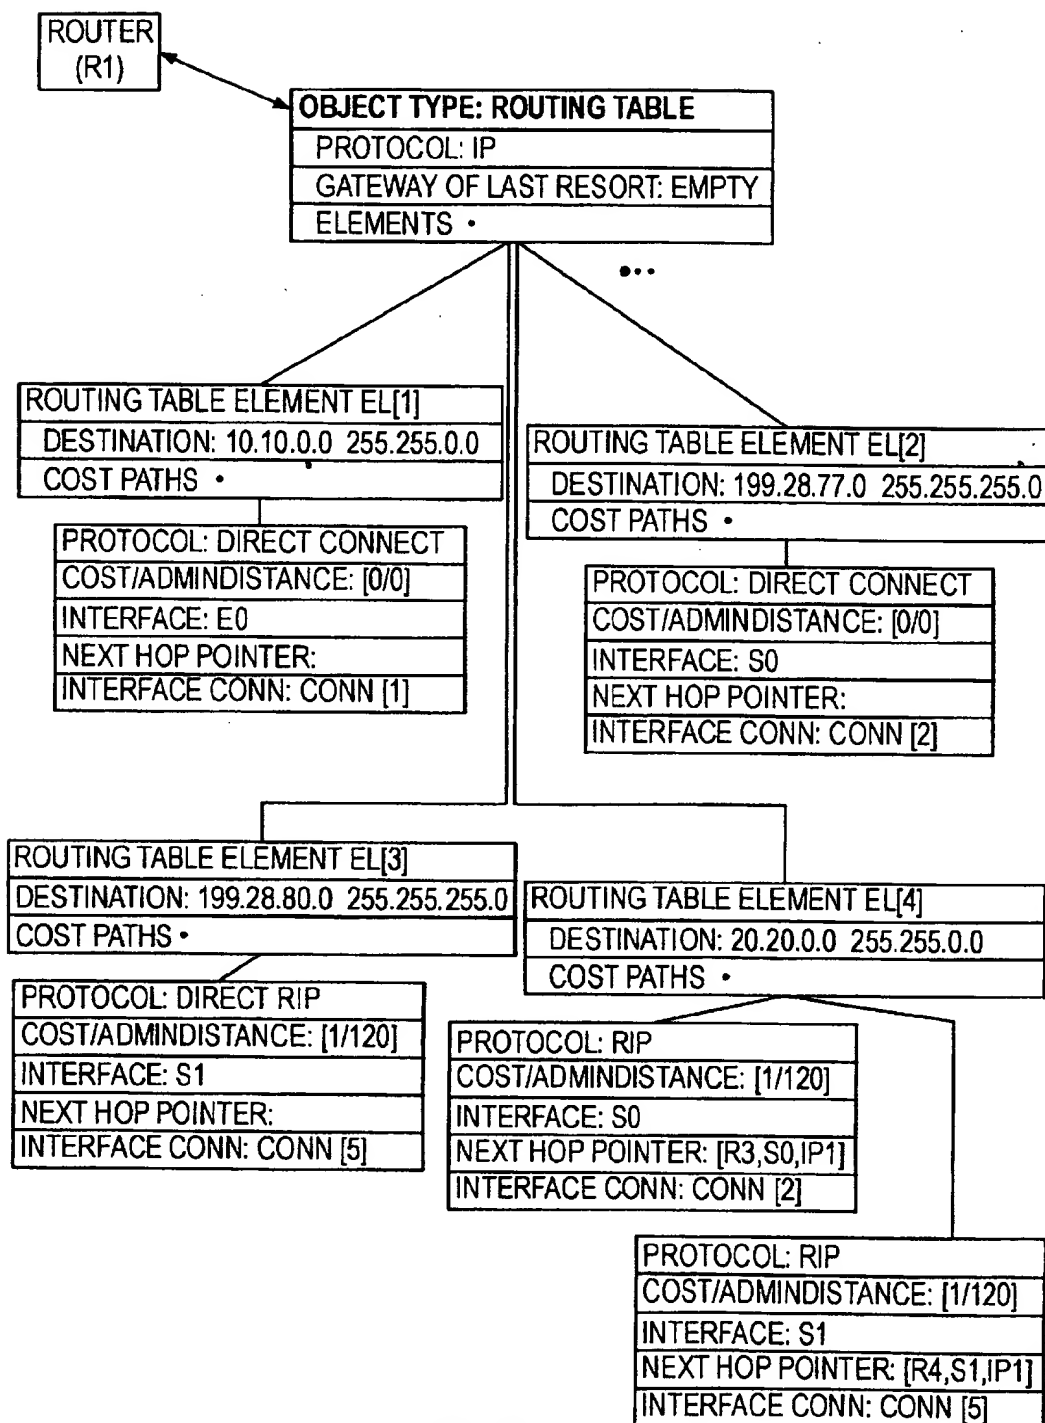 ROUTER
(R1)
OBJECT TYPE: ROUTING TABLE
PROTOCOL: IP
GATEWAY OF LAST RESORT: EMPTY
ELEMENTS •
ROUTING TABLE ELEMENT EL[1]
DESTINATION: 10.10.0.0 255.255.0.0
COST PATHS •
PROTOCOL: DIRECT CONNECT
COST/ADMINDISTANCE: [0/0]
INTERFACE: E0
NEXT HOP POINTER:
INTERFACE CONN: CONN [1]
ROUTING TABLE ELEMENT EL[2]
DESTINATION: 199.28.77.0 255.255.255.0
COST PATHS •
PROTOCOL: DIRECT CONNECT
COST/ADMINDISTANCE: [0/0]
INTERFACE: S0
NEXT HOP POINTER:
INTERFACE CONN: CONN [2]
ROUTING TABLE ELEMENT EL[3]
DESTINATION: 199.28.80.0 255.255.255.0
COST PATHS •
PROTOCOL: DIRECT RIP
COST/ADMINDISTANCE: [1/120]
INTERFACE: S1
NEXT HOP POINTER:
INTERFACE CONN: CONN [5]
ROUTING TABLE ELEMENT EL[4]
DESTINATION: 20.20.0.0 255.255.0.0
COST PATHS •
PROTOCOL: RIP
COST/ADMINDISTANCE: [1/120]
INTERFACE: S0
NEXT HOP POINTER: [R3,S0,IP1]
INTERFACE CONN: CONN [2]
PROTOCOL: RIP
COST/ADMINDISTANCE: [1/120]
INTERFACE: S1
NEXT HOP POINTER: [R4,S1,IP1]
INTERFACE CONN: CONN [5]